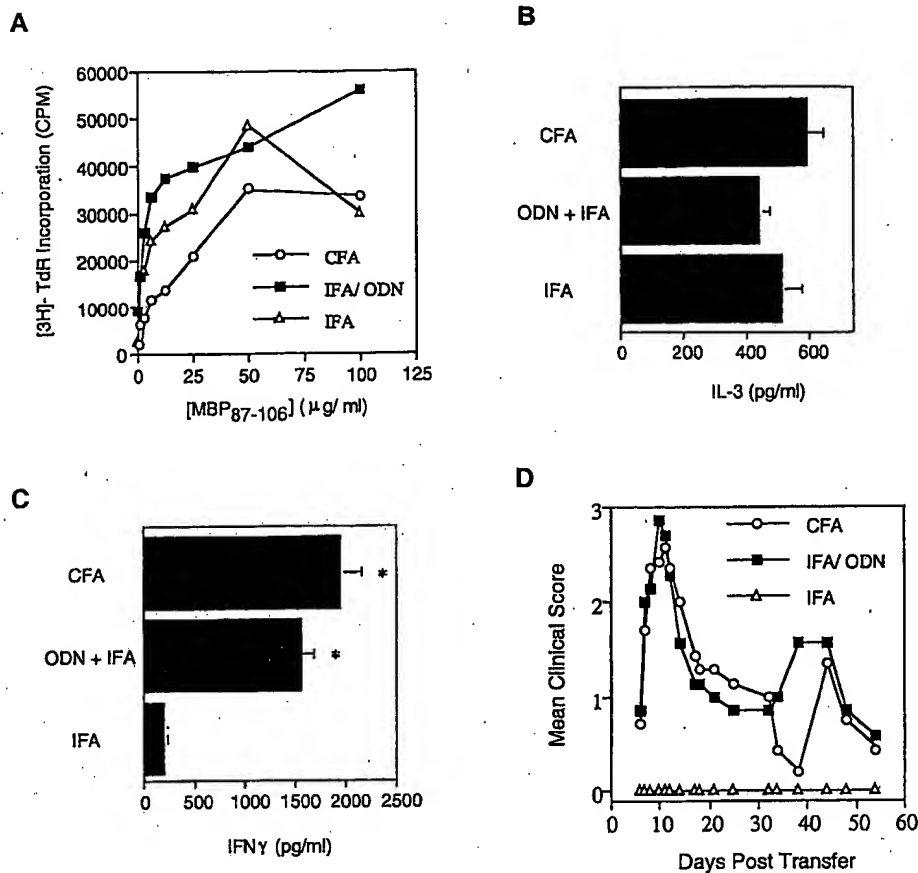 A
[3H]- TdR Incorporation (CPM)
60000
50000
40000
30000
20000
10000
0
CFA
IFA/ ODN
IFA
0
25
50
75
100
125
[MBP87-106] (μg/ ml)
B
CFA
ODN + IFA
IFA
0
200
400
600
IL-3 (pg/ml)
C
CFA
*
ODN + IFA
*
IFA
0
500
1000
1500
2000
2500
IFNγ (pg/ml)
D
Mean Clinical Score
3
2
1
0
CFA
IFA/ ODN
IFA
0
10
20
30
40
50
60
Days Post Transfer